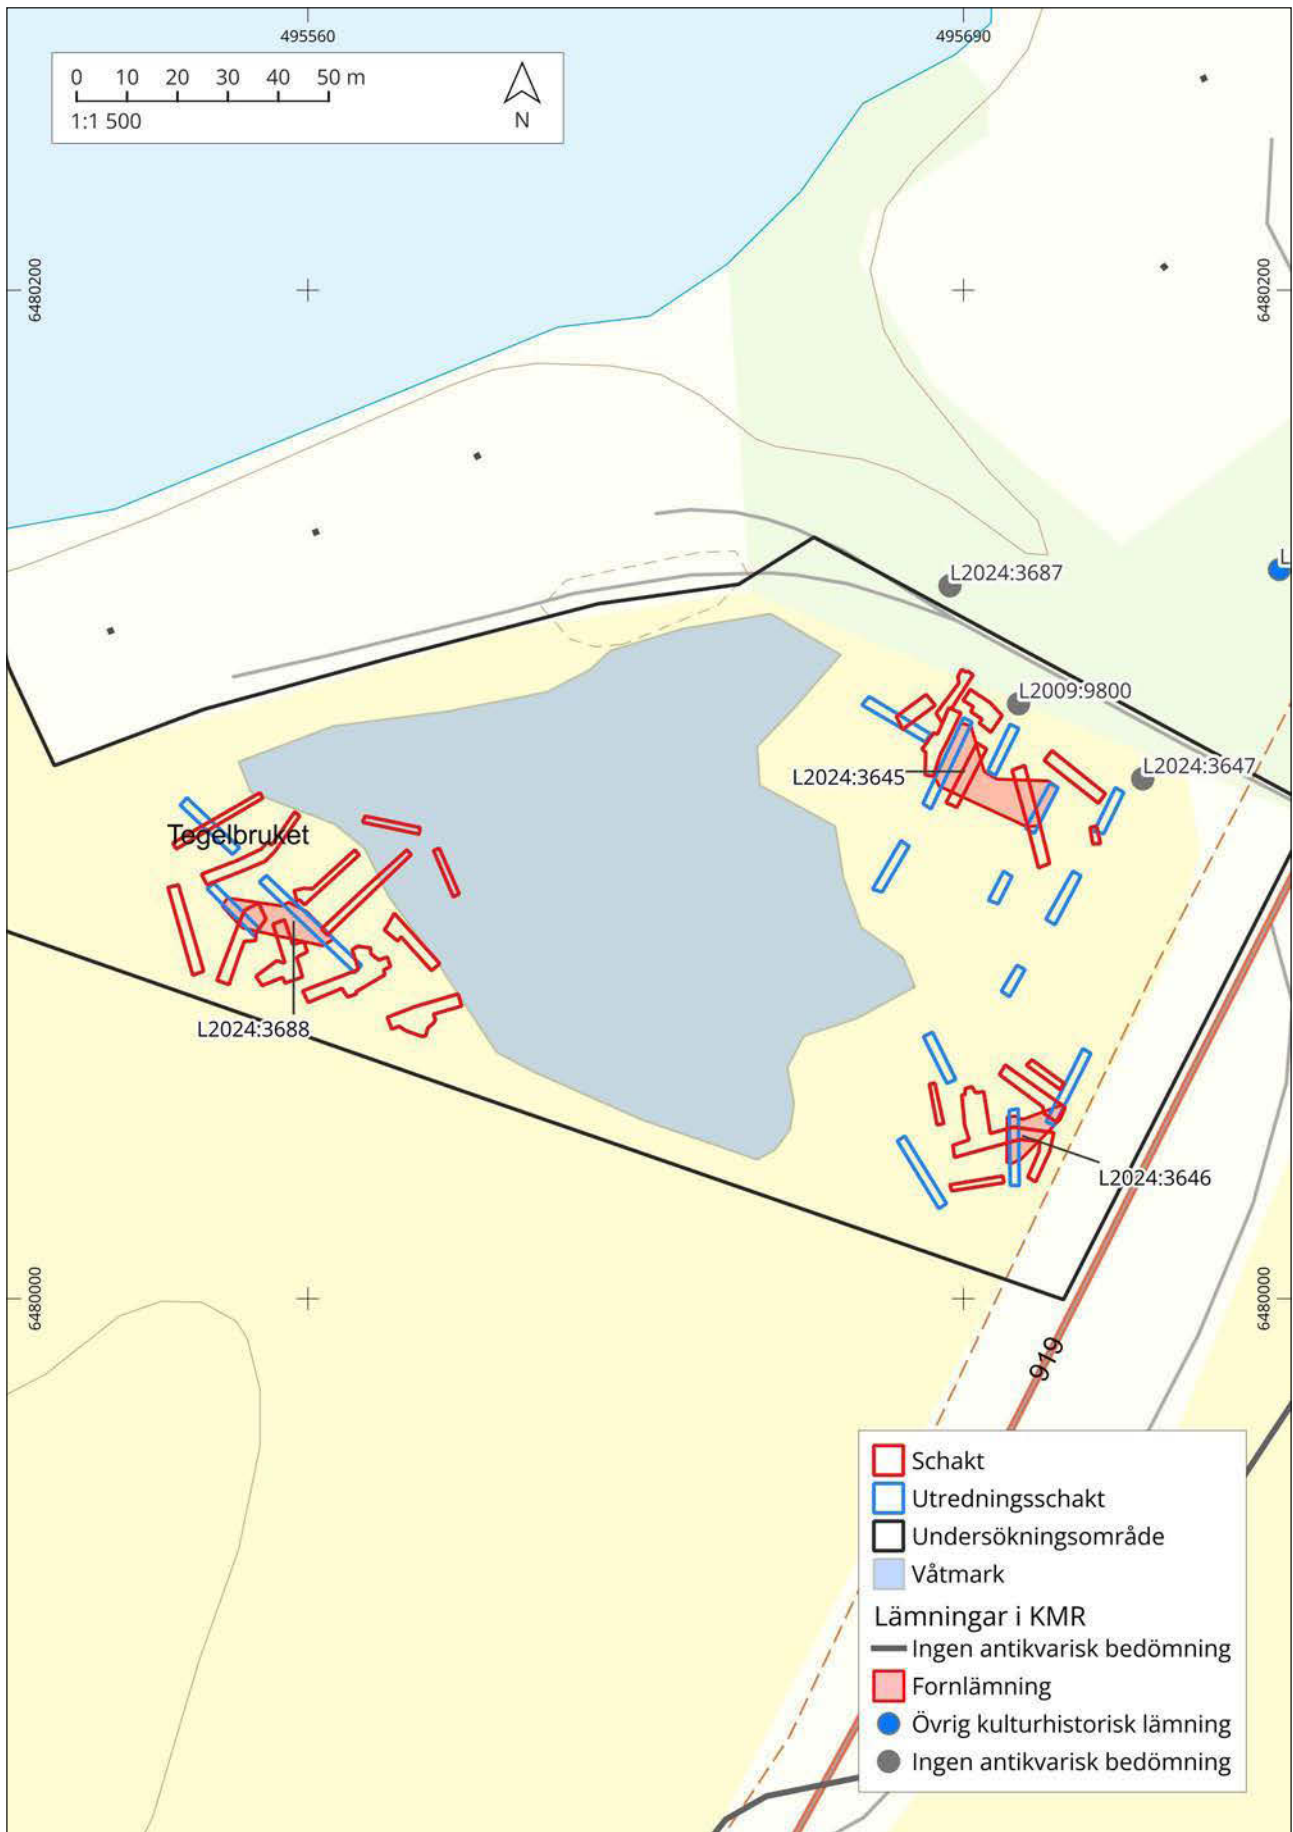 495560
495690
0 10 20 30 40 50 m
1:1 500
N
6480200
6480200
L2024:3687
L
L2009:9800
L2024:3645
L2024:3647
Tegelbruket
L2024:3688
L2024:3646
6480000
6480000
919
Schakt
Utredningsschakt
Undersökningsområde
Våtmark
Lämningar i KMR
Ingen antikvarisk bedömning
Fornlämning
Övrig kulturhistorisk lämning
Ingen antikvarisk bedömning